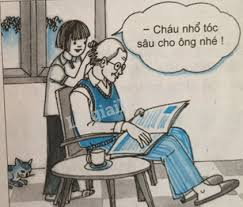 – Cháu nhổ tóc
sâu cho ông nhé !